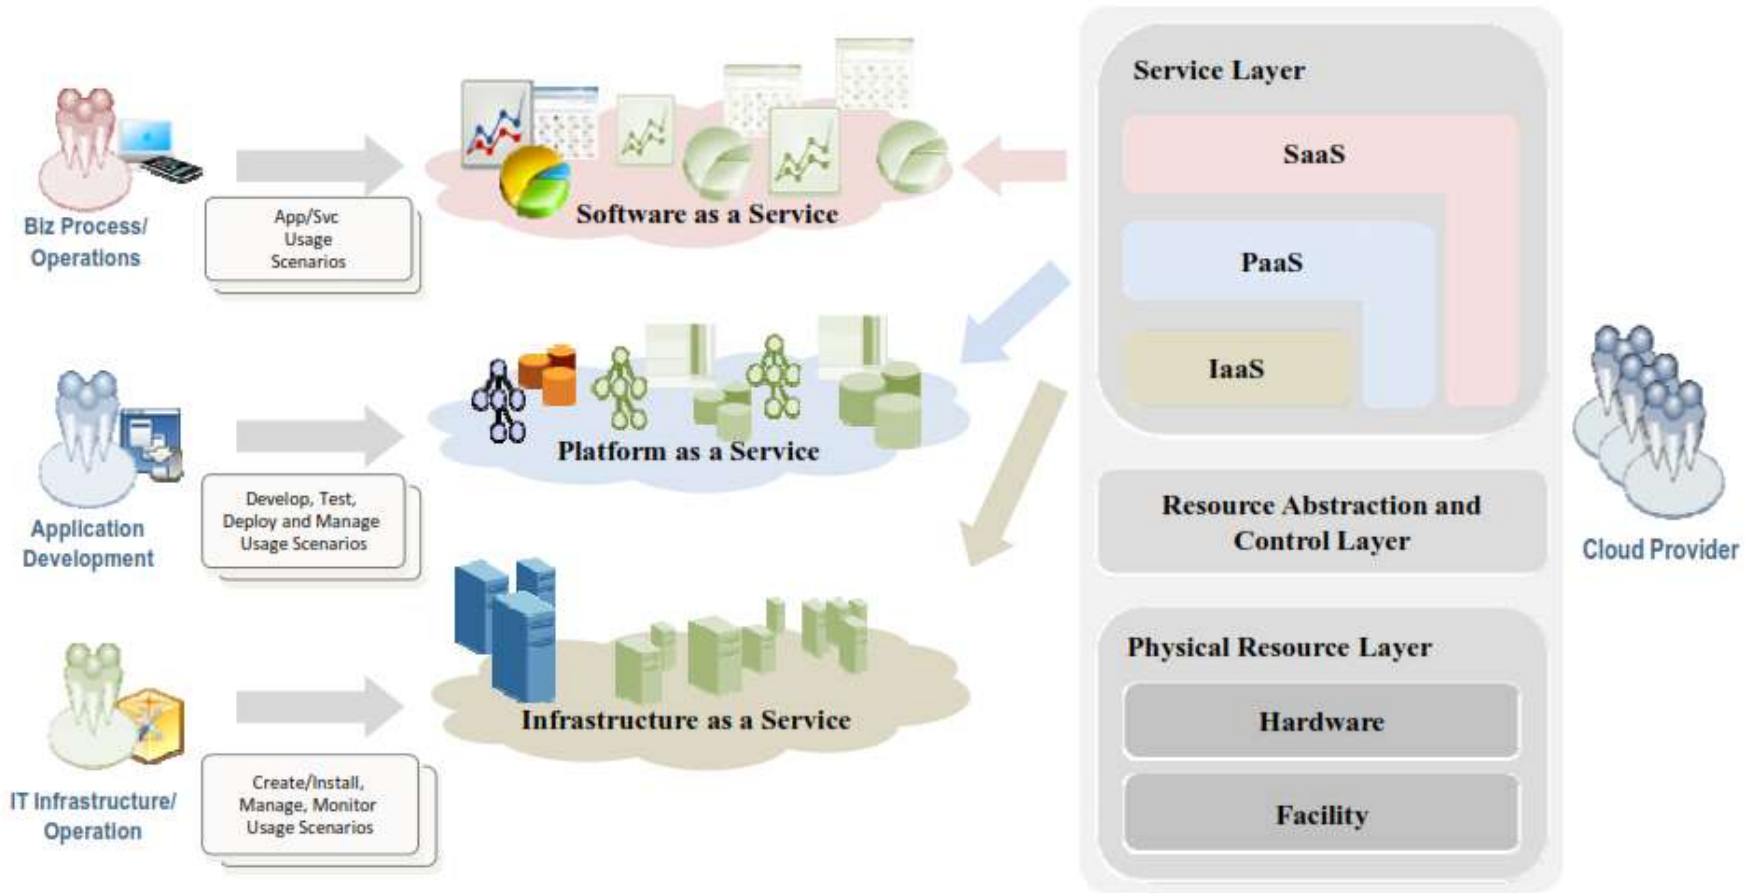 Biz Process/
Operations
App/Svc
Usage
Scenarios
Software as a Service
Application
Development
Develop, Test,
Deploy and Manage
Usage Scenarios
Platform as a Service
IT Infrastructure/
Operation
Create/Install,
Manage, Monitor
Usage Scenarios
Infrastructure as a Service
Service Layer
SaaS
PaaS
IaaS
Resource Abstraction and
Control Layer
Physical Resource Layer
Hardware
Facility
Cloud Provider